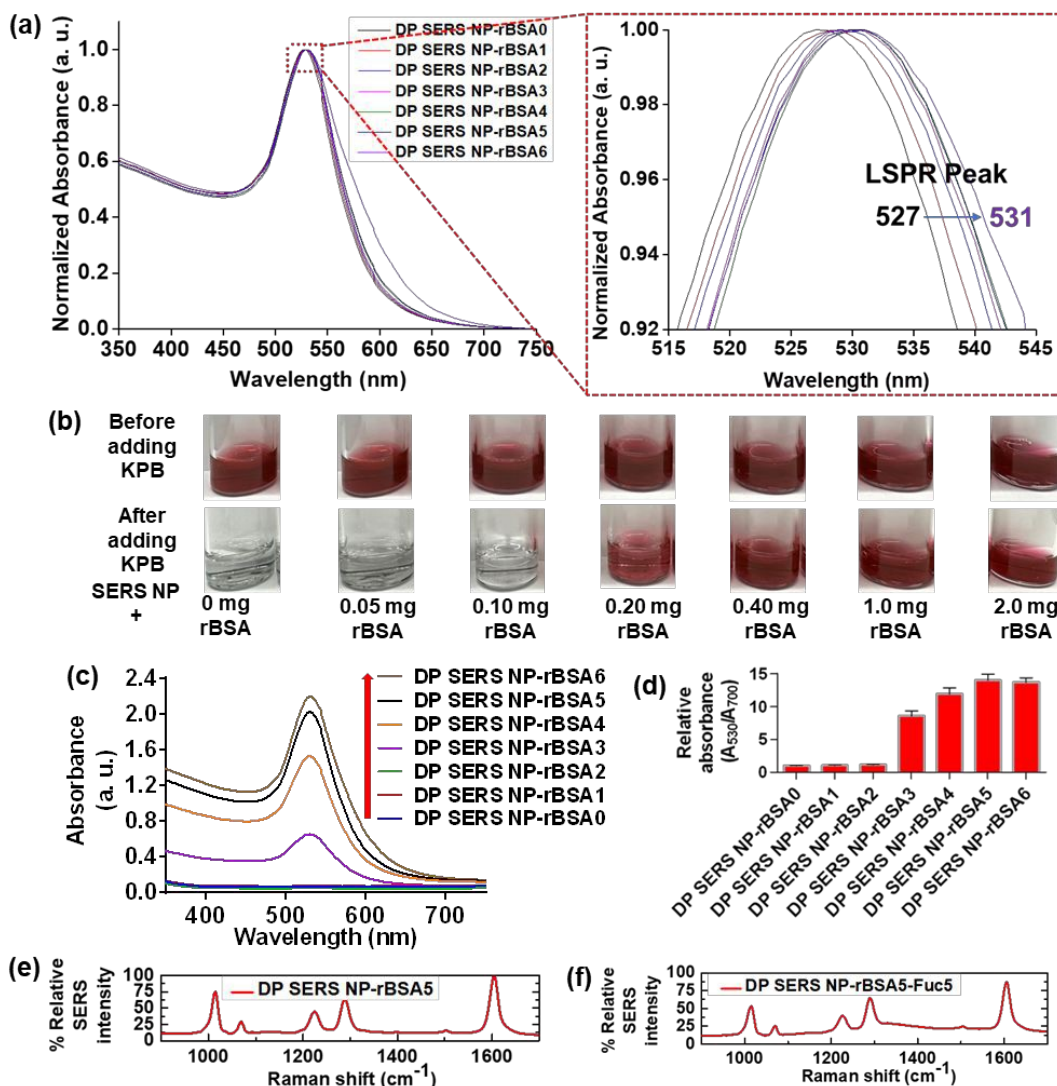 (a)
Normalized Absorbance (a. u.)
1.0
0.8
0.6
0.4
0.2
0.0
350 400 450 500 550 600 650 700 750
Wavelength (nm)
DP SERS NP-rBSA0
DP SERS NP-rBSA1
DP SERS NP-rBSA2
DP SERS NP-rBSA3
DP SERS NP-rBSA4
DP SERS NP-rBSA5
DP SERS NP-rBSA6
Normalized Absorbance (a. u.)
1.00
0.98
0.96
0.94
0.92
515 520 525 530 535 540 545
Wavelength (nm)
LSPR Peak
527 531
(b)
Before
adding
KPB
After
adding
KPB
SERS NP
+
0 mg
rBSA
0.05 mg
rBSA
0.10 mg
rBSA
0.20 mg
rBSA
0.40 mg
rBSA
1.0 mg
rBSA
2.0 mg
rBSA
(c)
Absorbance
(a. u.)
2.4
2.0
1.6
1.2
0.8
0.4
0.0
400 500 600 700
Wavelength (nm)
DP SERS NP-rBSA6
DP SERS NP-rBSA5
DP SERS NP-rBSA4
DP SERS NP-rBSA3
DP SERS NP-rBSA2
DP SERS NP-rBSA1
DP SERS NP-rBSA0
(d)
Relative
absorbance
(A530/A700)
15
10
5
0
DP SERS NP-rBSA0
DP SERS NP-rBSA1
DP SERS NP-rBSA2
DP SERS NP-rBSA3
DP SERS NP-rBSA4
DP SERS NP-rBSA5
DP SERS NP-rBSA6
(e)
% Relative
SERS
intensity
100
75
50
25
0
DP SERS NP-rBSA5
1000 1200 1400 1600
Raman shift (cm⁻¹)
(f)
% Relative
SERS
intensity
100
75
50
25
0
DP SERS NP-rBSA5-Fuc5
1000 1200 1400 1600
Raman shift (cm⁻¹)